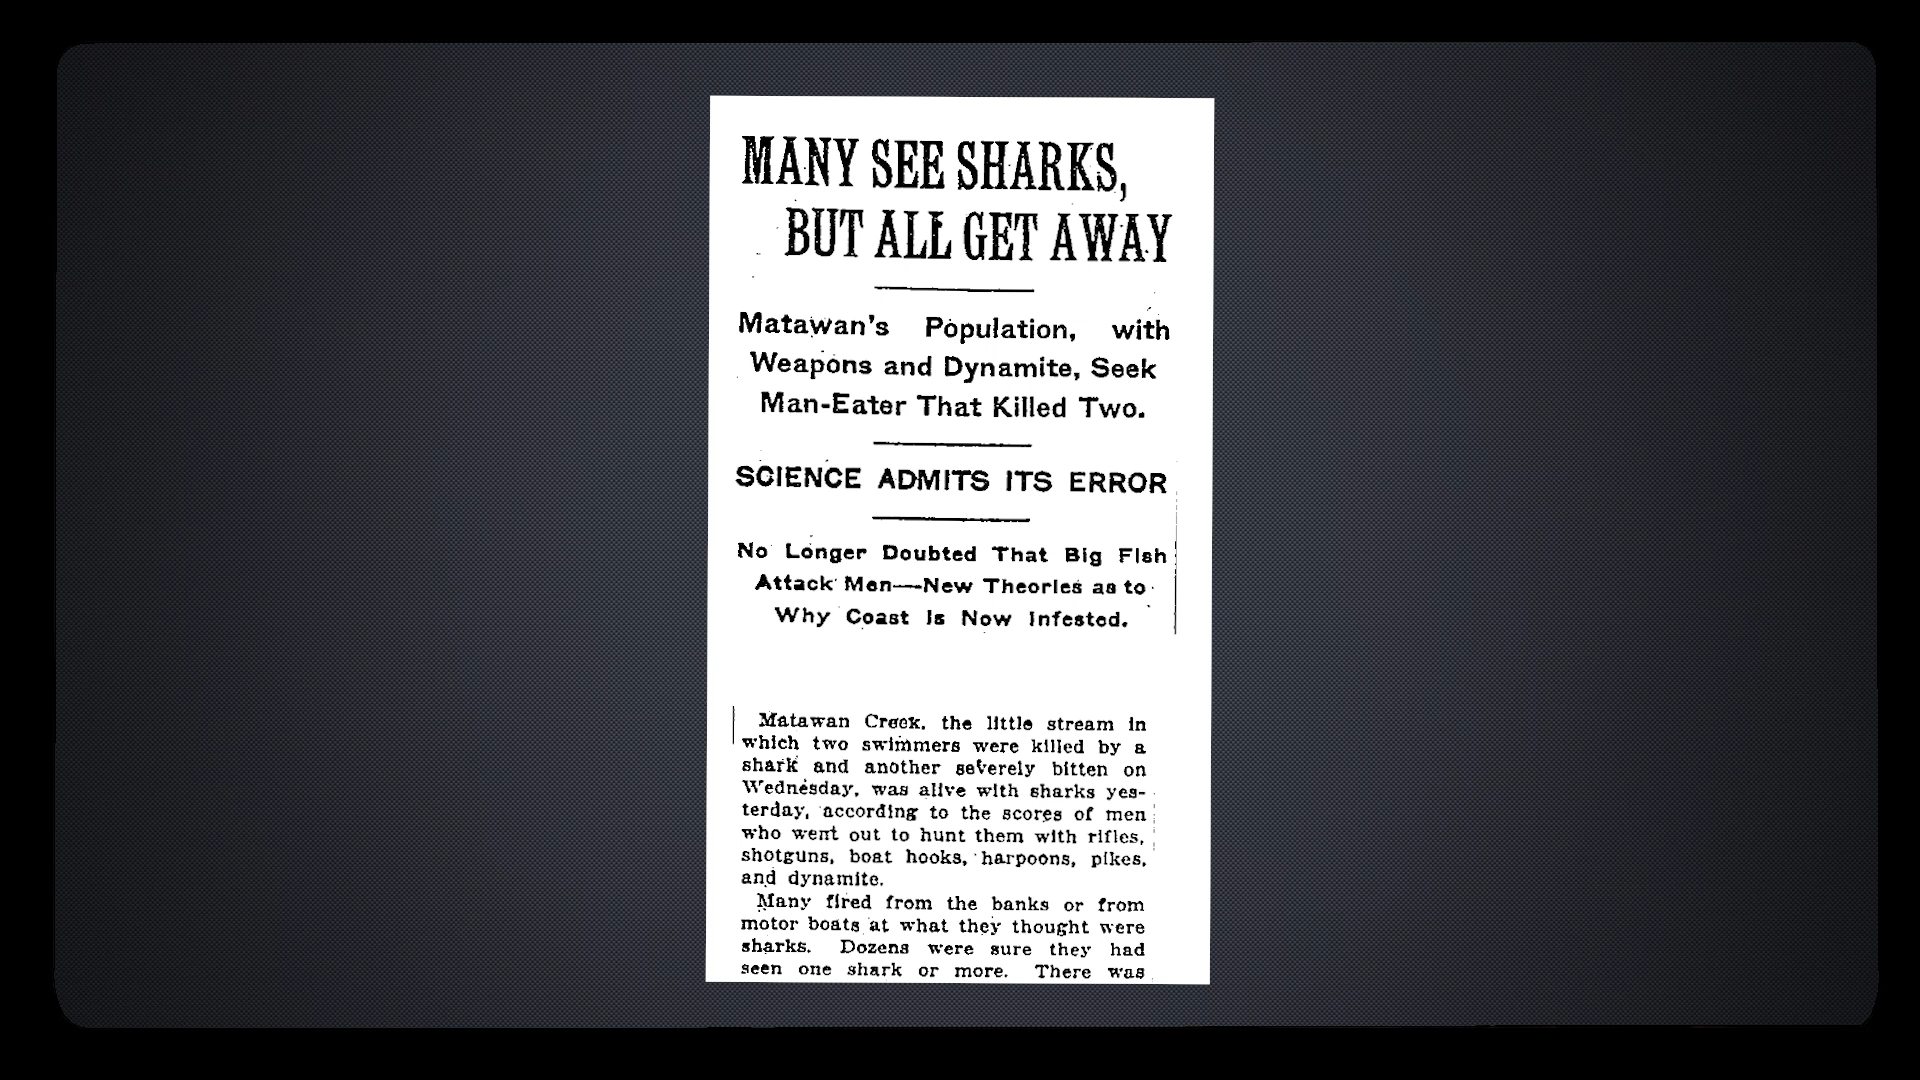 MANY SEE SHARKS,
BUT ALL GET AWAY
Matawan's Population, with
Weapons and Dynamite, Seek
Man-Eater That Killed Two.
SCIENCE ADMITS ITS ERROR
No Longer Doubted That Big Fish
Attack Men—New Theories as to
Why Coast Is Now Infested.
Matawan Creek, the little stream in
which two swimmers were killed by a
shark and another severely bitten on
Wednesday, was alive with sharks yes-
terday, according to the scores of men
who went out to hunt them with rifles,
shotguns, boat hooks, harpoons, pikes,
and dynamite.
Many fired from the banks or from
motor boats at what they thought were
sharks. Dozens were sure they had
seen one shark or more. There was